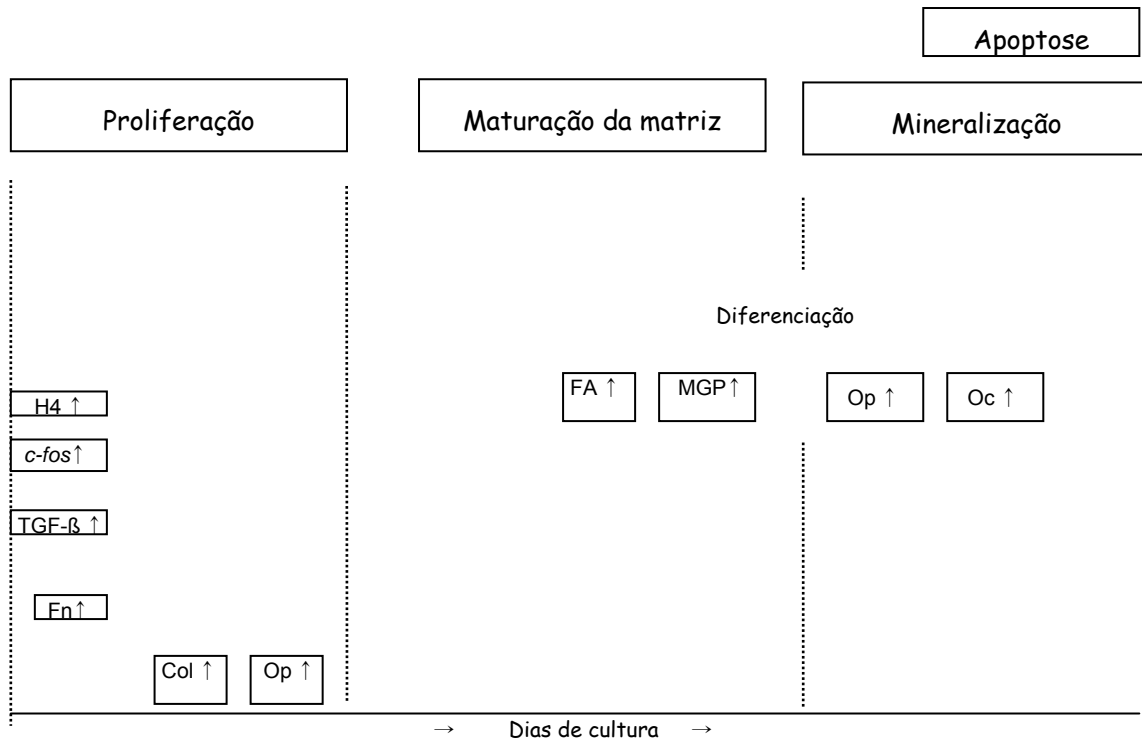 Apoptose
Proliferação
Maturação da matriz
Mineralização
Diferenciação
FA ↑
MGP↑
Op ↑
Oc ↑
H4 ↑
c-fos↑
TGF-ß ↑
Fn↑
Col ↑
Op ↑
→ Dias de cultura →